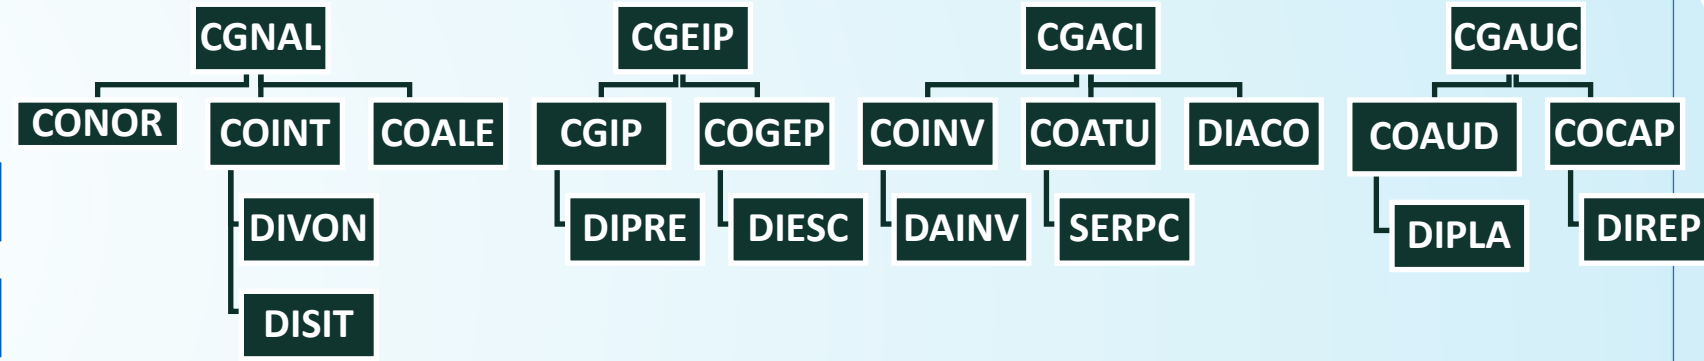 CGNAL
CGEIP
CGACI
CGAUC
CONOR
COINT
COALE
CGIP
COGEP
COINV
COATU
DIACO
COAUD
COCAP
DIVON
DIPRE
DIESC
DAINV
SERPC
DIPLA
DIREP
DISIT